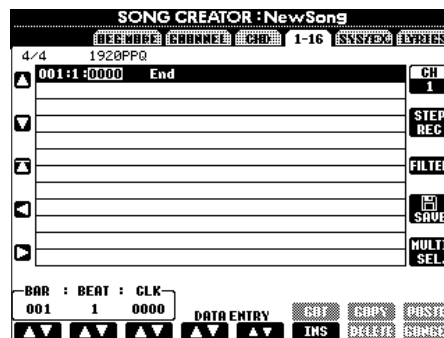 SONG CREATOR :NewSong
REC MODE CHANNEL CHD 1-16 SYS/EX. LYRICS
4/4 1920PPQ
001:1:0000 End
CH
1
STEP
REC
FILTER
SAVE
MULTI
SEL.
BAR : BEAT : CLK
001 1 0000 DATA ENTRY CUT COPY PASTE
INS DELETE CANCEL